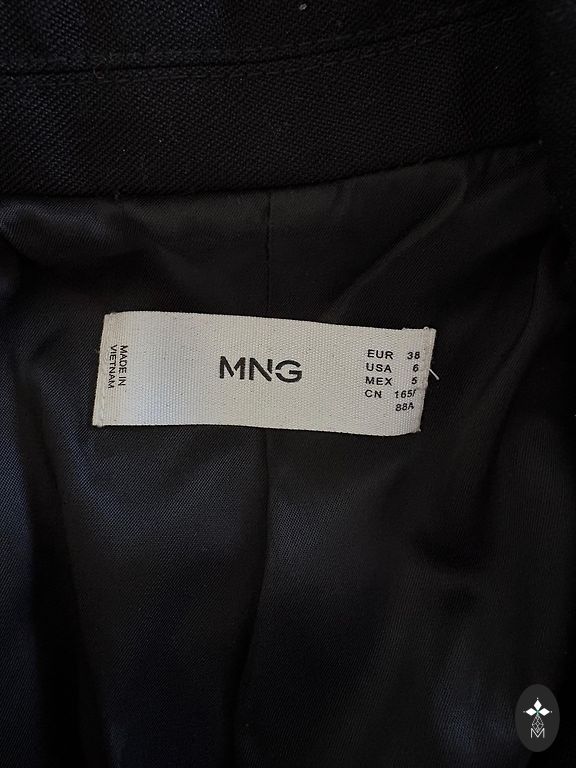 MADE IN
VIETNAM
MNG
EUR 38
USA 6
MEX 5
CN 165/
88A
M